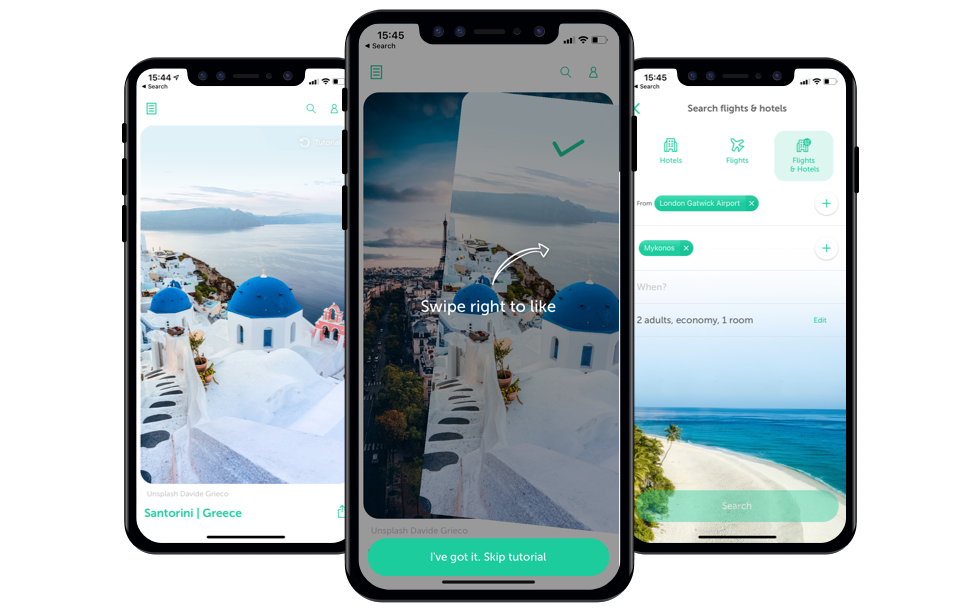 15:44
◀ Search
Unsplash Davide Grieco
Santorini | Greece
15:45
◀ Search
Swipe right to like
Unsplash Davide Grieco
I've got it. Skip tutorial
15:45
◀ Search
Search flights & hotels
Hotels
Flights
Flights
& Hotels
From
London Gatwick Airport ×
+
Mykonos ×
+
When?
2 adults, economy, 1 room
Edit
Search